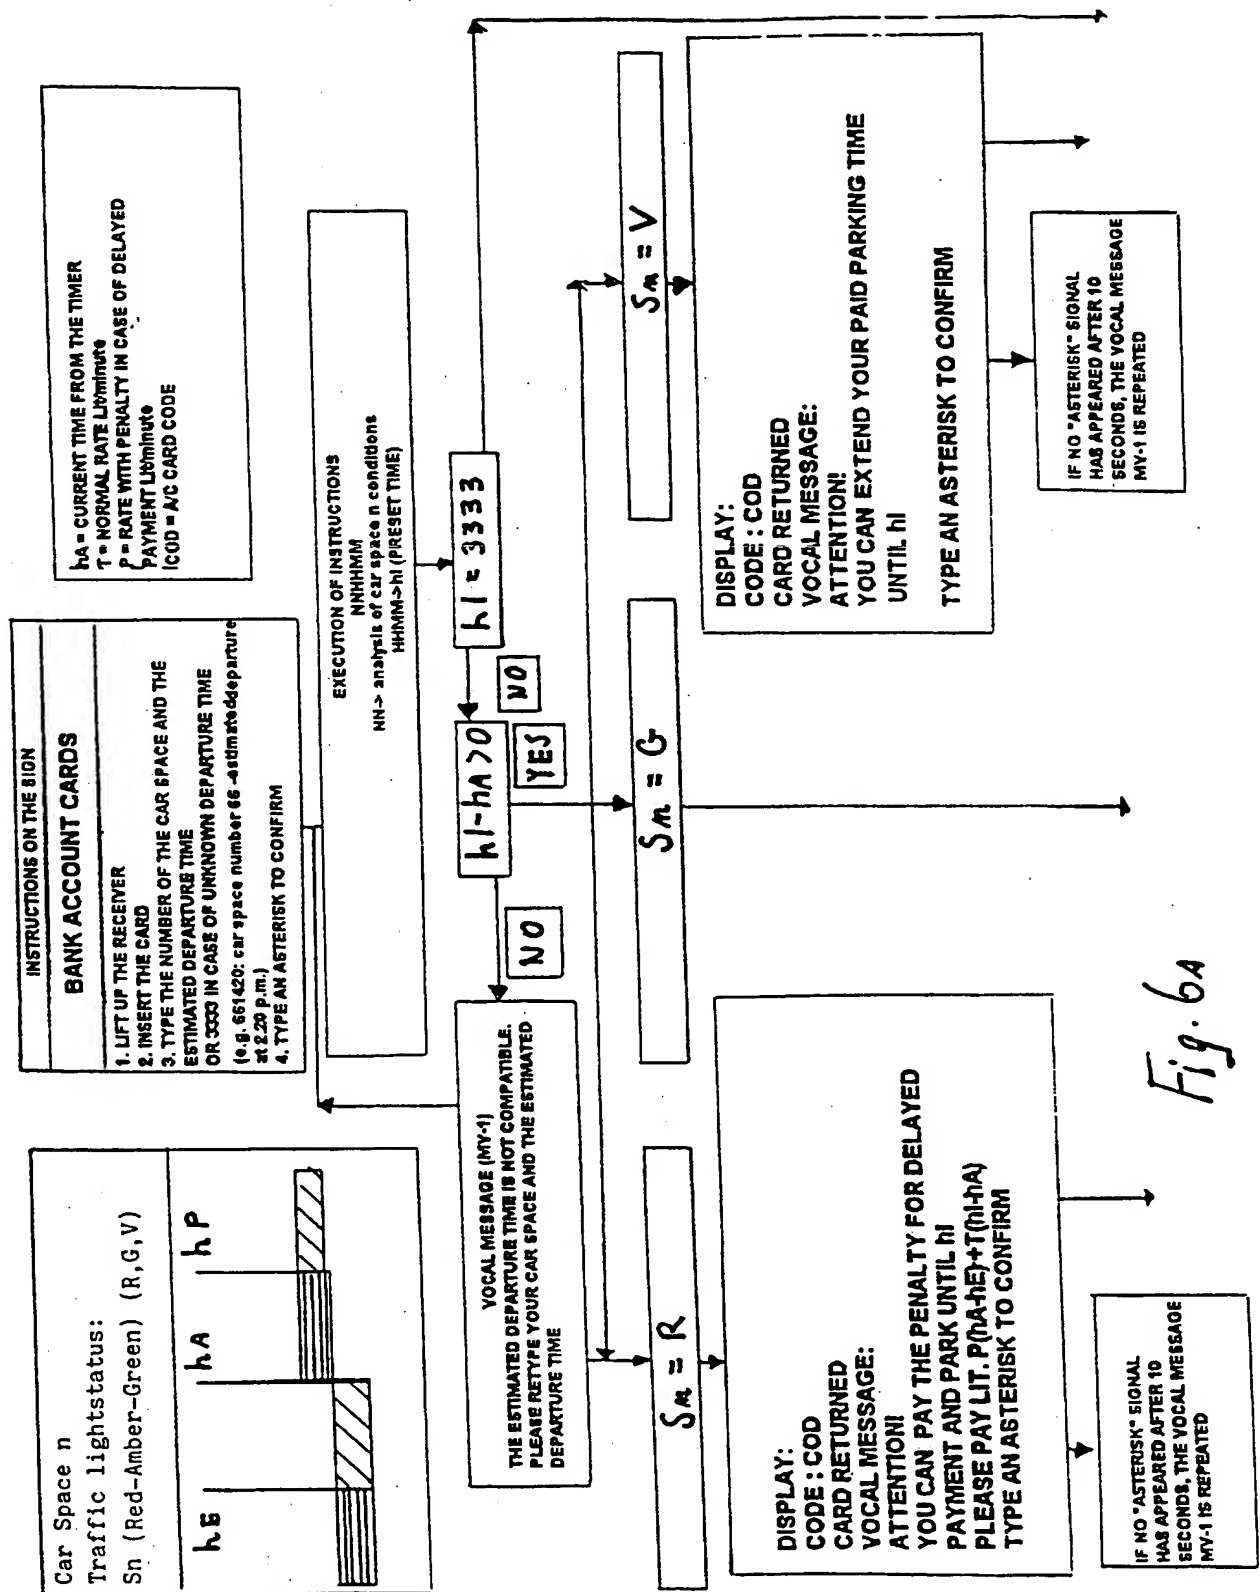 Car Space n
Traffic lightstatus:
Sn (Red-Amber-Green) (R,G,V)
hE
hA
hP
INSTRUCTIONS ON THE SIGN
BANK ACCOUNT CARDS
1. LIFT UP THE RECEIVER
2. INSERT THE CARD
3. TYPE THE NUMBER OF THE CAR SPACE AND THE
ESTIMATED DEPARTURE TIME
OR 3333 IN CASE OF UNKNOWN DEPARTURE TIME
(e.g. 661420: car space number 66 -estimateddeparture
at 2.20 p.m.)
4. TYPE AN ASTERISK TO CONFIRM
hA = CURRENT TIME FROM THE TIMER
T = NORMAL RATE Lit/minute
P = RATE WITH PENALTY IN CASE OF DELAYED
PAYMENT Lit/minute
COD = A/C CARD CODE
EXECUTION OF INSTRUCTIONS
NNHHMM
NN-> analysis of car space n conditions
HHMM->hI (PRESET TIME)
hI = 3333
NO
hI-hA>0
YES
NO
VOCAL MESSAGE (MY-1)
THE ESTIMATED DEPARTURE TIME IS NOT COMPATIBLE.
PLEASE RETYPE YOUR CAR SPACE AND THE ESTIMATED
DEPARTURE TIME
Sn = R
Sn = G
Sn = V
DISPLAY:
CODE : COD
CARD RETURNED
VOCAL MESSAGE:
ATTENTION!
YOU CAN PAY THE PENALTY FOR DELAYED
PAYMENT AND PARK UNTIL hI
PLEASE PAY LIT. P(hA-hE)+T(hI-hA)
TYPE AN ASTERISK TO CONFIRM
DISPLAY:
CODE : COD
CARD RETURNED
VOCAL MESSAGE:
ATTENTION!
YOU CAN EXTEND YOUR PAID PARKING TIME
UNTIL hI
TYPE AN ASTERISK TO CONFIRM
IF NO "ASTERISK" SIGNAL
HAS APPEARED AFTER 10
SECONDS, THE VOCAL MESSAGE
MY-1 IS REPEATED
IF NO "ASTERISK" SIGNAL
HAS APPEARED AFTER 10
SECONDS, THE VOCAL MESSAGE
MY-1 IS REPEATED
Fig. 6A